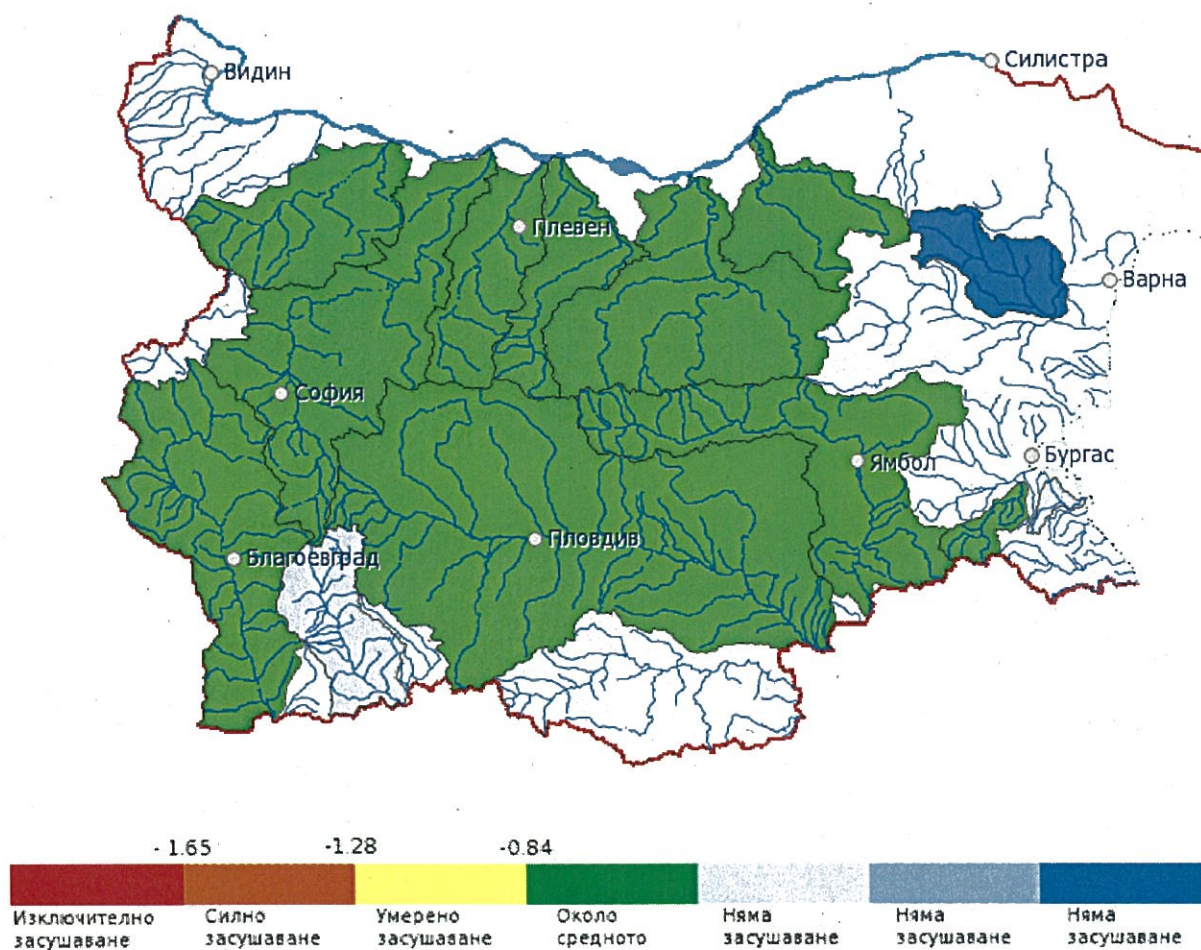 Видин
Силистра
Плевен
Варна
София
Ямбол
Бургас
Благоевград
Пловдив
- 1.65 -1.28 -0.84
Изключително Силно Умерено Около Няма Няма Няма
засушаване засушаване засушаване средното засушаване засушаване засушаване